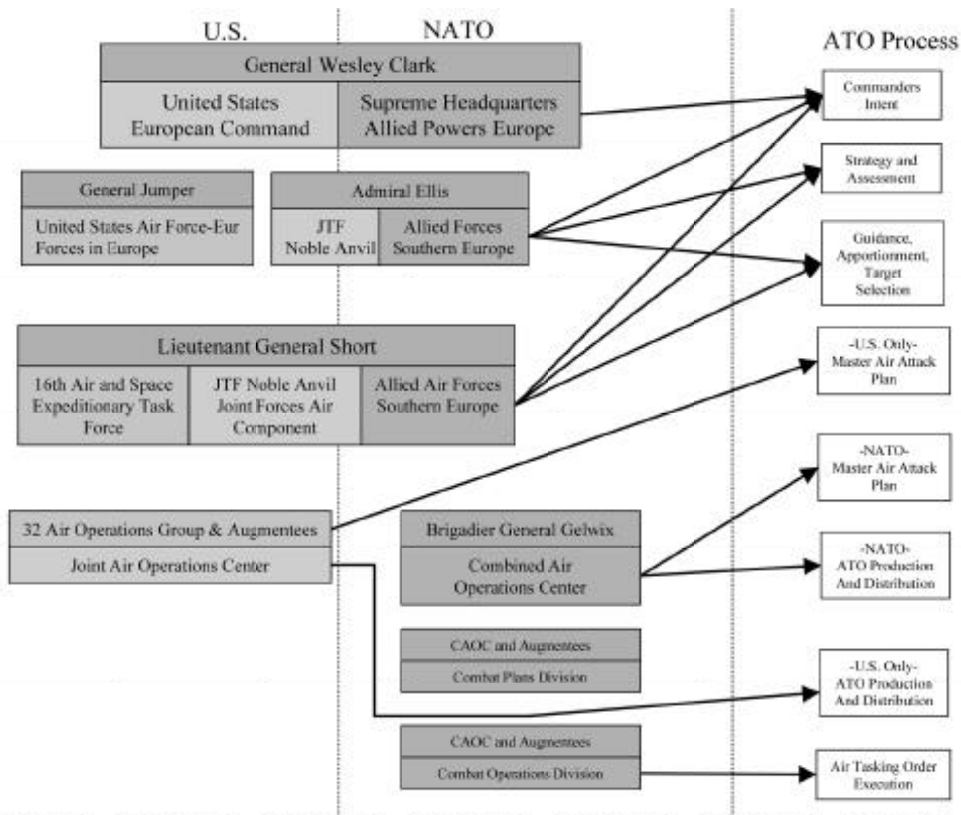 U.S.
NATO
ATO Process
General Wesley Clark
United States
European Command
Supreme Headquarters
Allied Powers Europe
Commanders
Intent
Strategy and
Assessment
General Jumper
United States Air Force-Eur
Forces in Europe
Admiral Ellis
JTF
Noble Anvil
Allied Forces
Southern Europe
Guidance,
Apportionment,
Target
Selection
Lieutenant General Short
16th Air and Space
Expeditionary Task
Force
JTF Noble Anvil
Joint Forces Air
Component
Allied Air Forces
Southern Europe
-U.S. Only-
Master Air Attack
Plan
-NATO-
Master Air Attack
Plan
32 Air Operations Group & Augmentees
Joint Air Operations Center
Brigadier General Gelwix
Combined Air
Operations Center
-NATO-
ATO Production
And Distribution
CAOC and Augmentees
Combat Plans Division
-U.S. Only-
ATO Production
And Distribution
CAOC and Augmentees
Combat Operations Division
Air Tasking Order
Execution